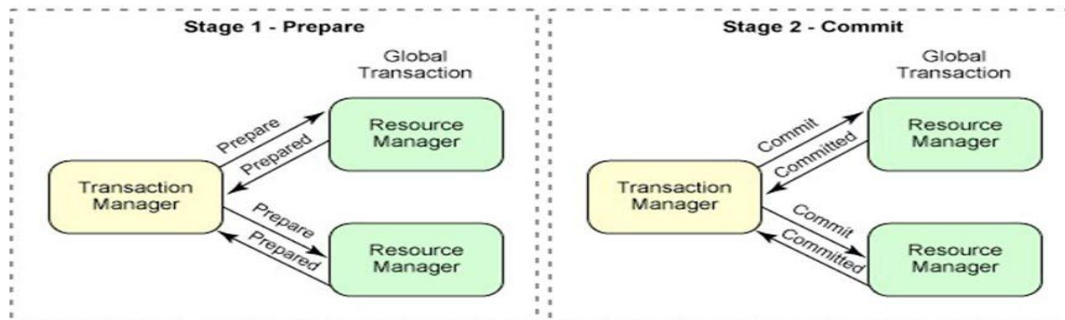 Stage 1 - Prepare
Global
Transaction
Prepare
Prepared
Resource
Manager
Transaction
Manager
Prepare
Prepared
Resource
Manager
Stage 2 - Commit
Global
Transaction
Commit
Committed
Resource
Manager
Transaction
Manager
Commit
Committed
Resource
Manager